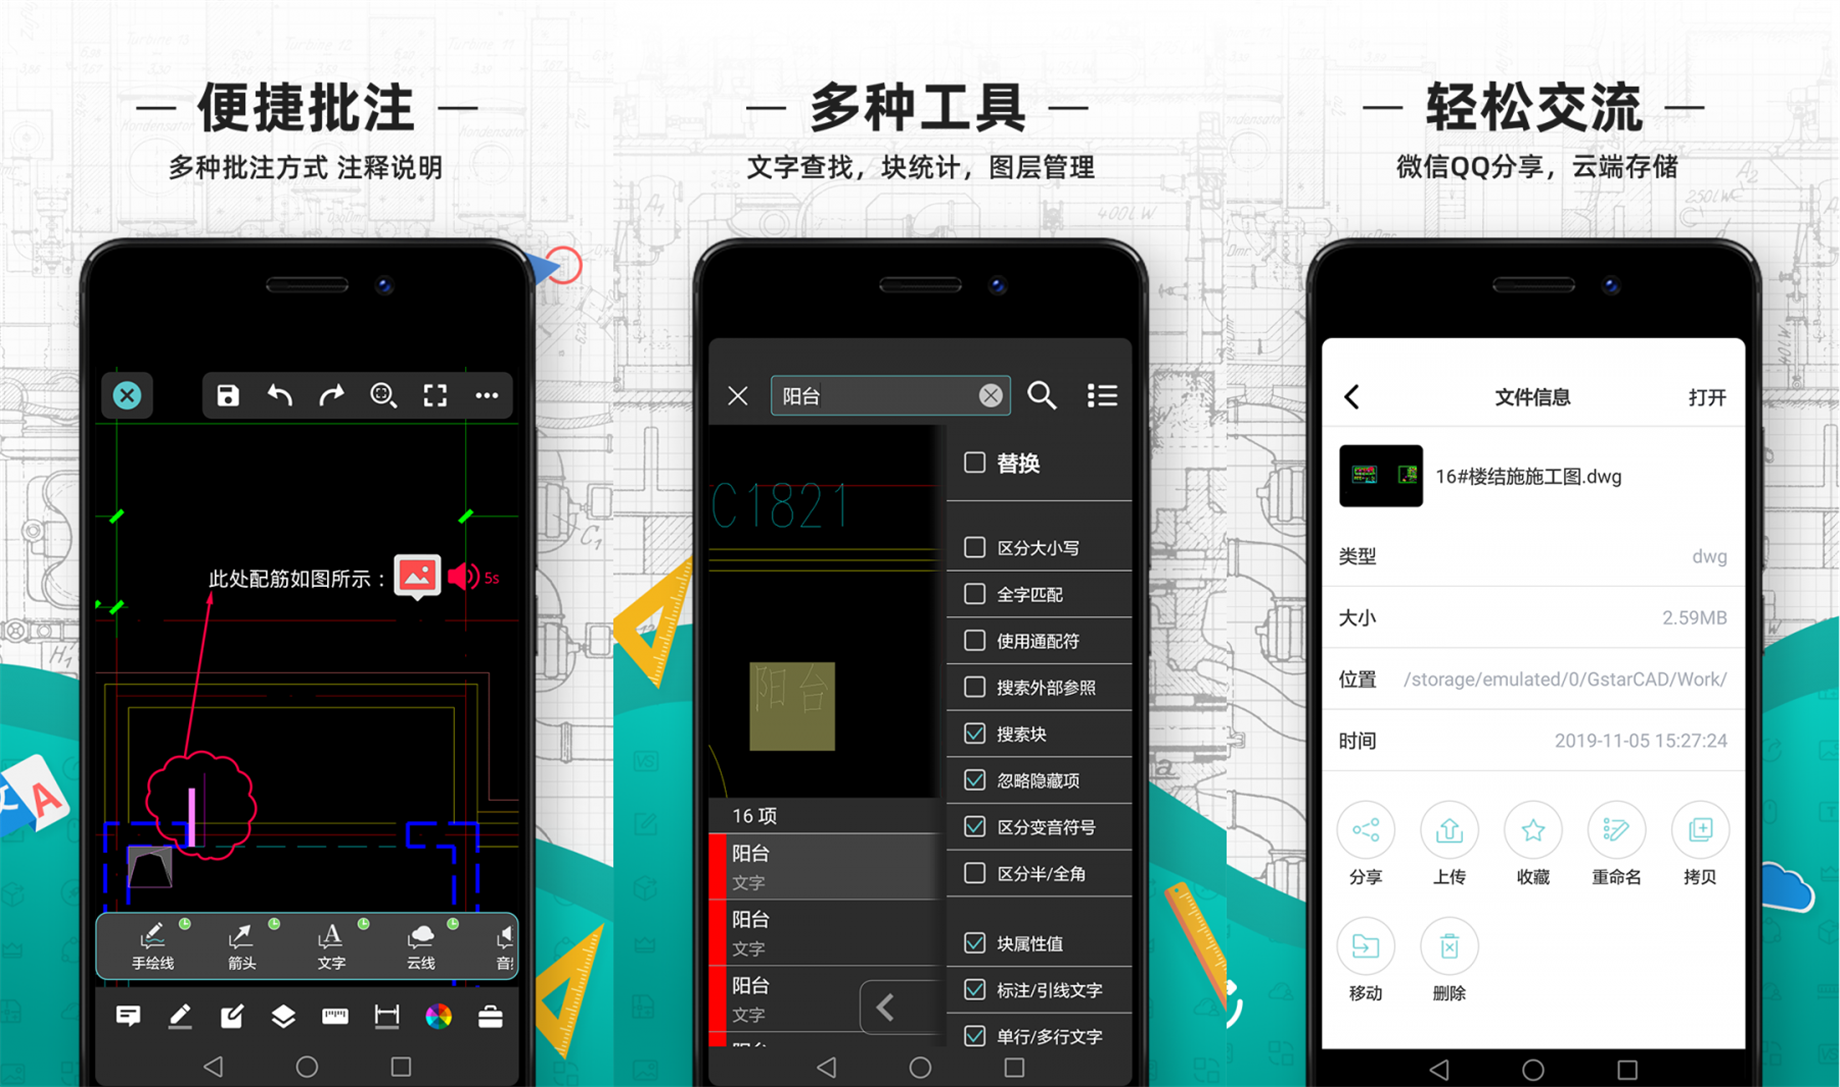 便捷批注
多种批注方式 注释说明
此处配筋如图所示：
5s
手绘线
箭头
文字
云线
多种工具
文字查找，块统计，图层管理
阳台
替换
C1821
区分大小写
全字匹配
使用通配符
搜索外部参照
阳台
搜索块
忽略隐藏项
区分变音符号
区分半/全角
块属性值
标注/引线文字
单行/多行文字
16 项
阳台
文字
阳台
文字
阳台
文字
轻松交流
微信QQ分享，云端存储
文件信息
打开
16#楼结施施工图.dwg
类型
dwg
大小
2.59MB
位置
/storage/emulated/0/GstarCAD/Work/
时间
2019-11-05 15:27:24
分享
上传
收藏
重命名
拷贝
移动
删除
Turbine 12
400LW
A1
A2
250LW
C1
H1
A
a
VS